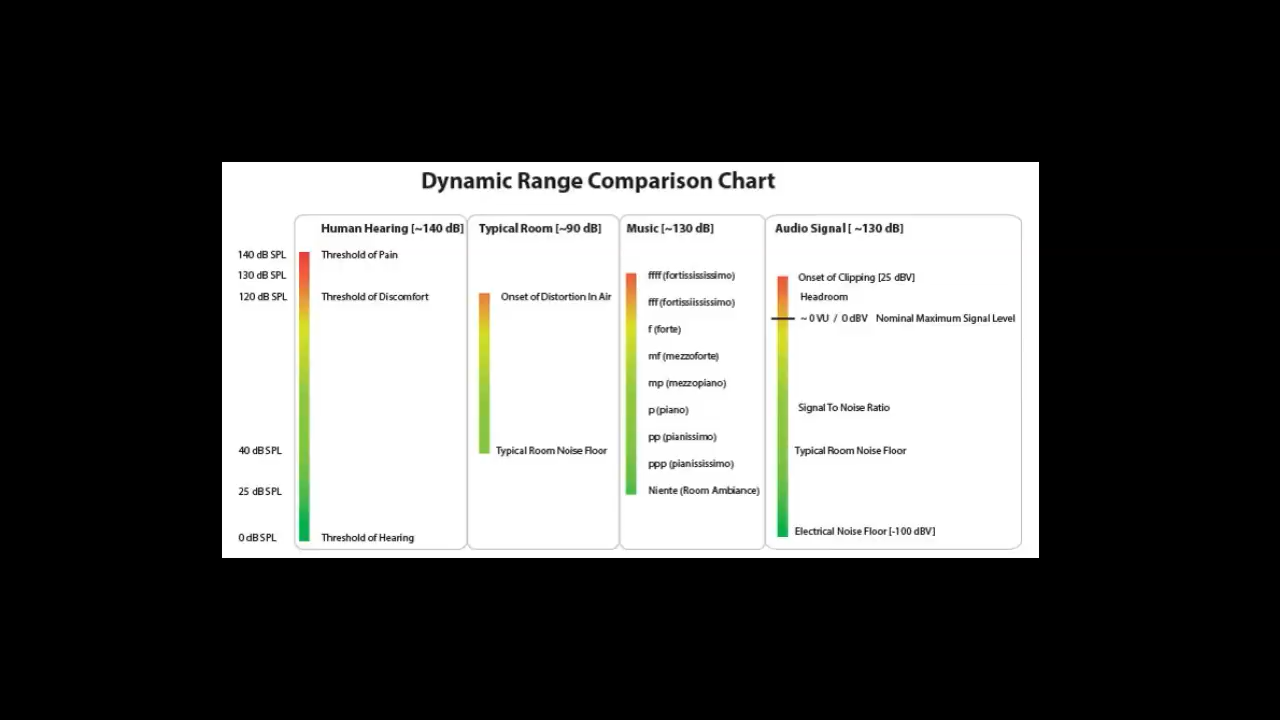 Dynamic Range Comparison Chart
Human Hearing [~140 dB]
Typical Room [~90 dB]
Music [~130 dB]
Audio Signal [ ~130 dB]
140 dB SPL
130 dB SPL
120 dB SPL
40 dB SPL
25 dB SPL
0 dB SPL
Threshold of Pain
Threshold of Discomfort
Threshold of Hearing
Onset of Distortion In Air
Typical Room Noise Floor
ffff (fortissississimo)
fff (fortissiississimo)
f (forte)
mf (mezzoforte)
mp (mezzopiano)
p (piano)
pp (pianissimo)
ppp (pianississimo)
Niente (Room Ambiance)
Onset of Clipping [25 dBV]
Headroom
~ 0 VU / 0 dBV Nominal Maximum Signal Level
Signal To Noise Ratio
Typical Room Noise Floor
Electrical Noise Floor [-100 dBV]